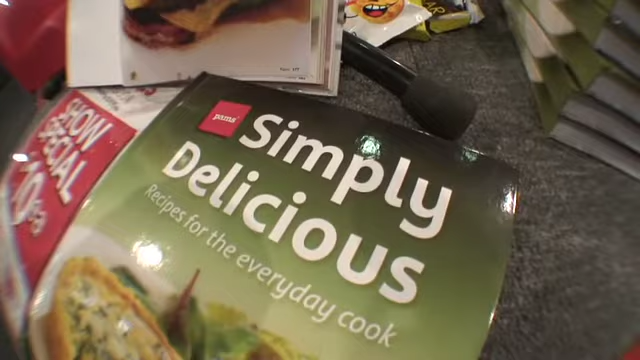 pams
Simply
Delicious
Recipes for the everyday cook
SHOW
SPECIAL